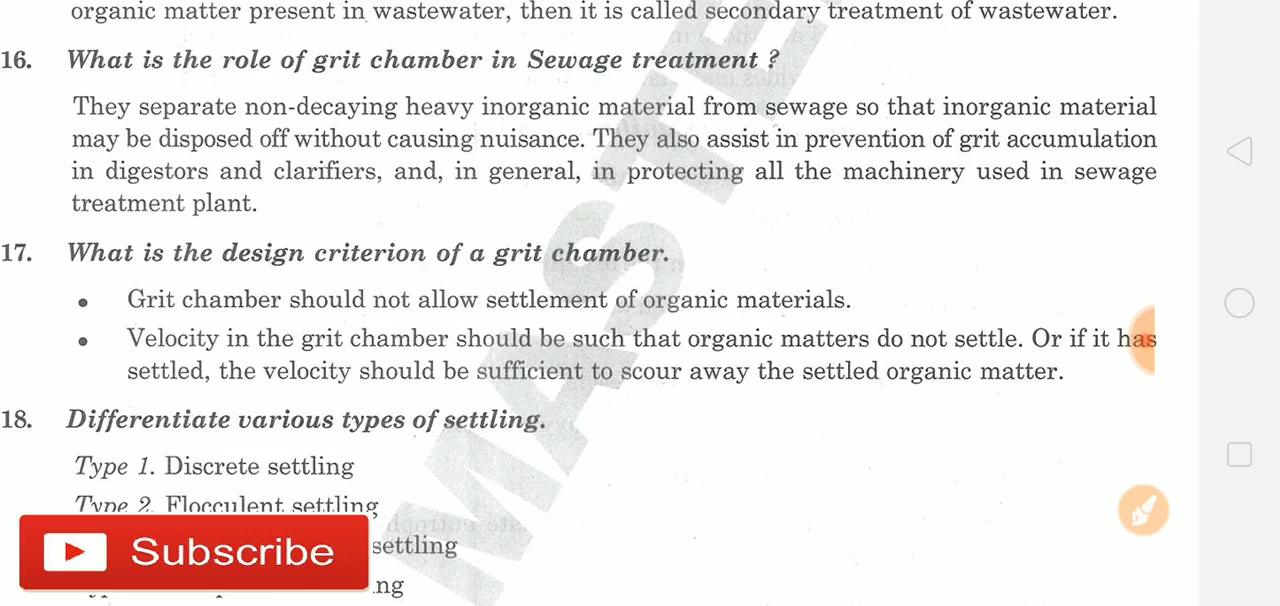 organic matter present in wastewater, then it is called secondary treatment of wastewater.
16. What is the role of grit chamber in Sewage treatment ?
They separate non-decaying heavy inorganic material from sewage so that inorganic material
may be disposed off without causing nuisance. They also assist in prevention of grit accumulation
in digestors and clarifiers, and, in general, in protecting all the machinery used in sewage
treatment plant.
17. What is the design criterion of a grit chamber.
• Grit chamber should not allow settlement of organic materials.
• Velocity in the grit chamber should be such that organic matters do not settle. Or if it has
settled, the velocity should be sufficient to scour away the settled organic matter.
18. Differentiate various types of settling.
Type 1. Discrete settling
Type 2. Flocculent settling
settling
Subscribe
MASTE